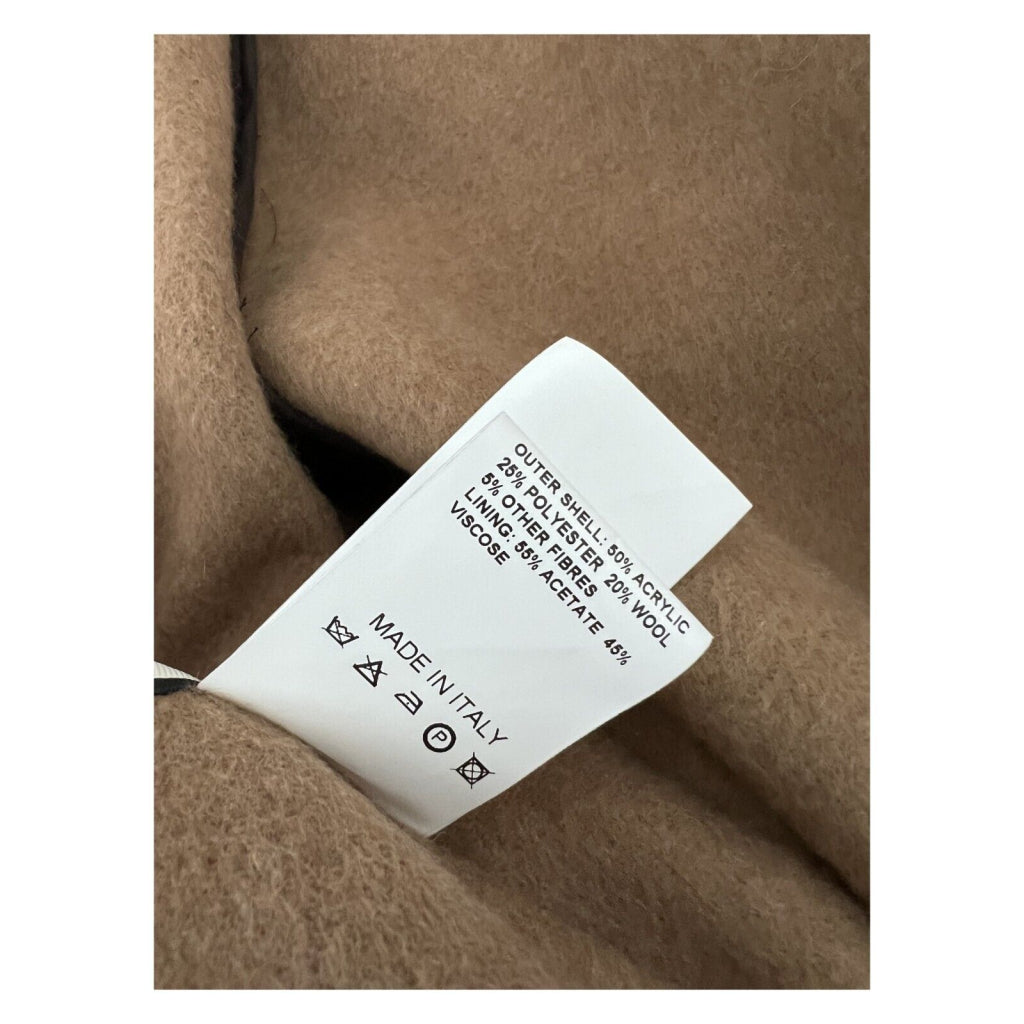 OUTER SHELL: 50% ACRYLIC
25% POLYESTER 20% WOOL
5% OTHER FIBRES
LINING: 55% ACETATE 45%
VISCOSE
MADE IN ITALY
P